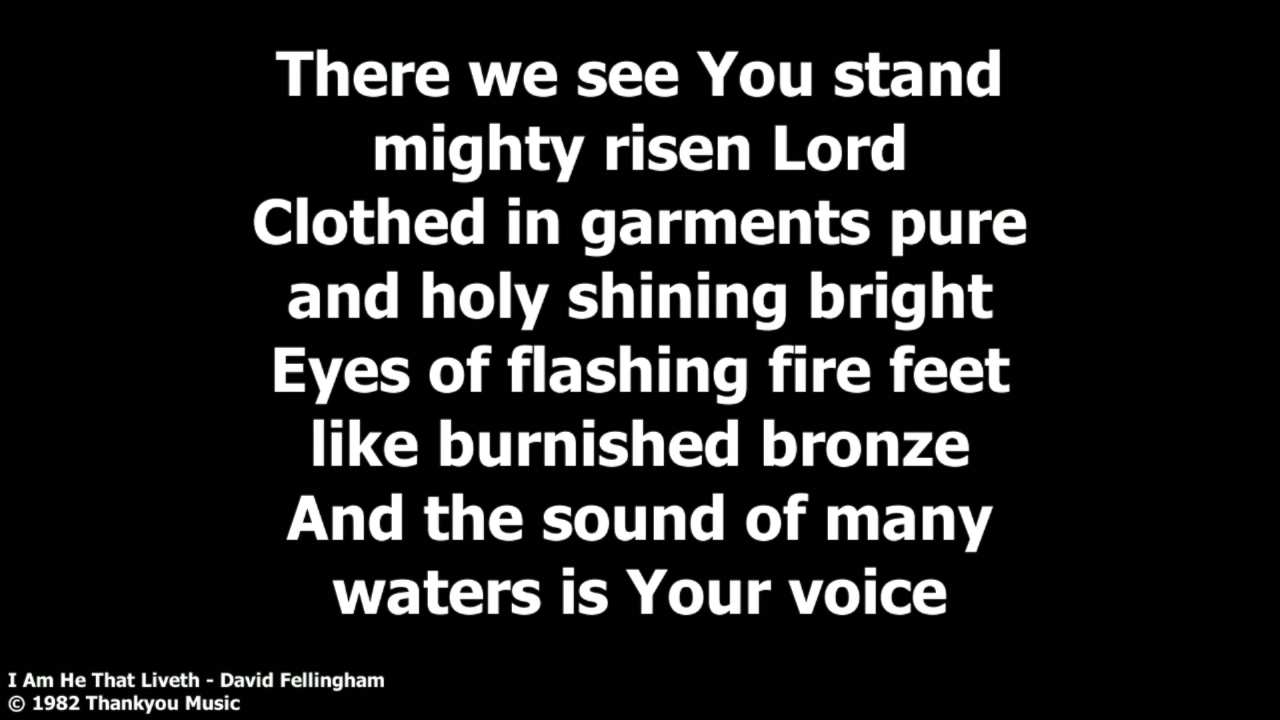 There we see You stand
mighty risen Lord
Clothed in garments pure
and holy shining bright
Eyes of flashing fire feet
like burnished bronze
And the sound of many
waters is Your voice
I Am He That Liveth - David Fellingham
© 1982 Thankyou Music